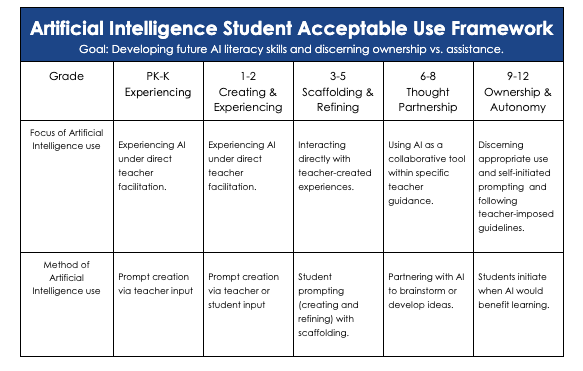 Artificial Intelligence Student Acceptable Use Framework
Goal: Developing future AI literacy skills and discerning ownership vs. assistance.
Grade
PK-K
Experiencing
1-2
Creating &
Experiencing
3-5
Scaffolding &
Refining
6-8
Thought
Partnership
9-12
Ownership &
Autonomy
Focus of Artificial
Intelligence use
Experiencing AI
under direct
teacher
facilitation.
Experiencing AI
under direct
teacher
facilitation.
Interacting
directly with
teacher-created
experiences.
Using AI as a
collaborative tool
within specific
teacher
guidance.
Discerning
appropriate use
and self-initiated
prompting and
following
teacher-imposed
guidelines.
Method of
Artificial
Intelligence use
Prompt creation
via teacher input
Prompt creation
via teacher or
student input
Student
prompting
(creating and
refining) with
scaffolding.
Partnering with AI
to brainstorm or
develop ideas.
Students initiate
when AI would
benefit learning.